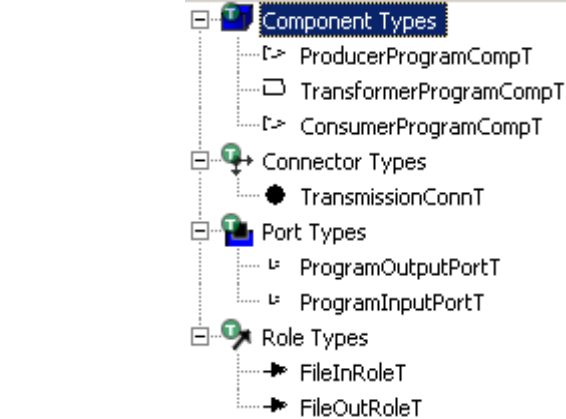 Component Types
ProducerProgramCompT
TransformerProgramCompT
ConsumerProgramCompT
Connector Types
TransmissionConnT
Port Types
ProgramOutputPortT
ProgramInputPortT
Role Types
FileInRoleT
FileOutRoleT